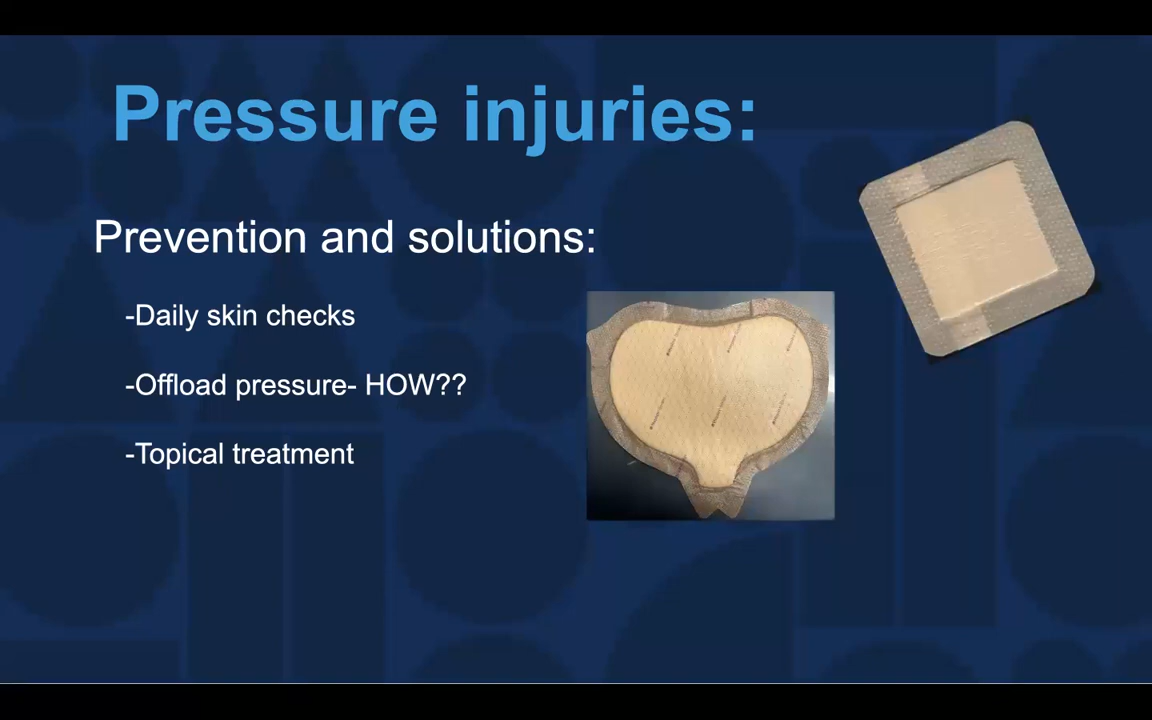 Pressure injuries:
Prevention and solutions:
-Daily skin checks
-Offload pressure- HOW??
-Topical treatment